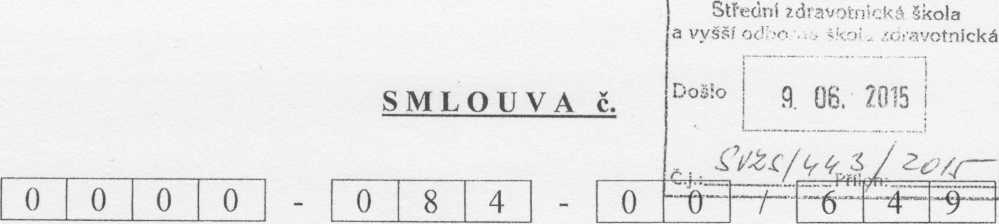 Střední zdravotnická škola
a vyšší odborná škola zdravotnická
SMLOUVA č.
Došlo
9. 06. 2015
Č.j.: SVZS/443/2015
Příloh:
0 0 0 0 - 0 8 4 - 0 0 / 6 4 9